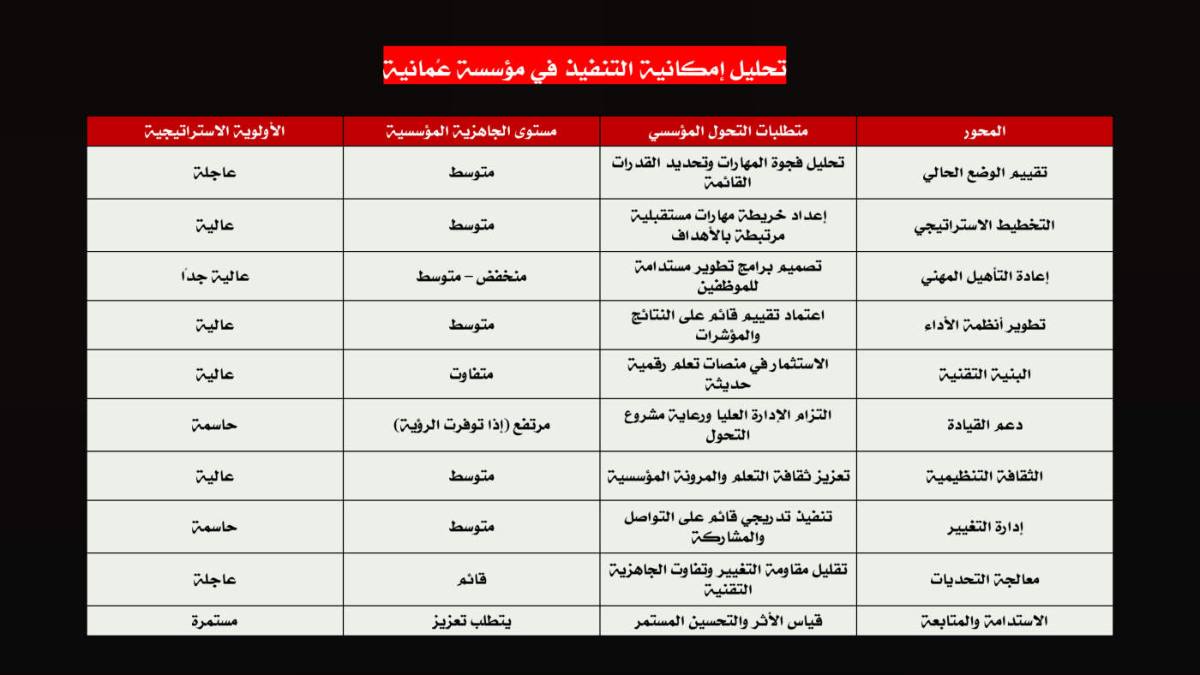 تحليل إمكانية التنفيذ في مؤسسة عُمانية
المحور
متطلبات التحول المؤسسي
مستوى الجاهزية المؤسسية
الأولوية الاستراتيجية
تقييم الوضع الحالي
تحليل فجوة المهارات وتحديد القدرات
القائمة
متوسط
عاجلة
التخطيط الاستراتيجي
إعداد خريطة مهارات مستقبلية
مرتبطة بالأهداف
متوسط
عالية
إعادة التأهيل المهني
تصميم برامج تطوير مستدامة
للموظفين
منخفض – متوسط
عالية جدًا
تطوير أنظمة الأداء
اعتماد تقييم قائم على النتائج
والمؤشرات
متوسط
عالية
البنية التقنية
الاستثمار في منصات تعلم رقمية
حديثة
متفاوت
عالية
دعم القيادة
التزام الإدارة العليا ورعاية مشروع
التحول
مرتفع (إذا توفرت الرؤية)
حاسمة
الثقافة التنظيمية
تعزيز ثقافة التعلم والمرونة المؤسسية
متوسط
عالية
إدارة التغيير
تنفيذ تدريجي قائم على التواصل
والمشاركة
متوسط
حاسمة
معالجة التحديات
تقليل مقاومة التغيير وتفاوت الجاهزية
التقنية
قائم
عاجلة
الاستدامة والمتابعة
قياس الأثر والتحسين المستمر
يتطلب تعزيز
مستمرة